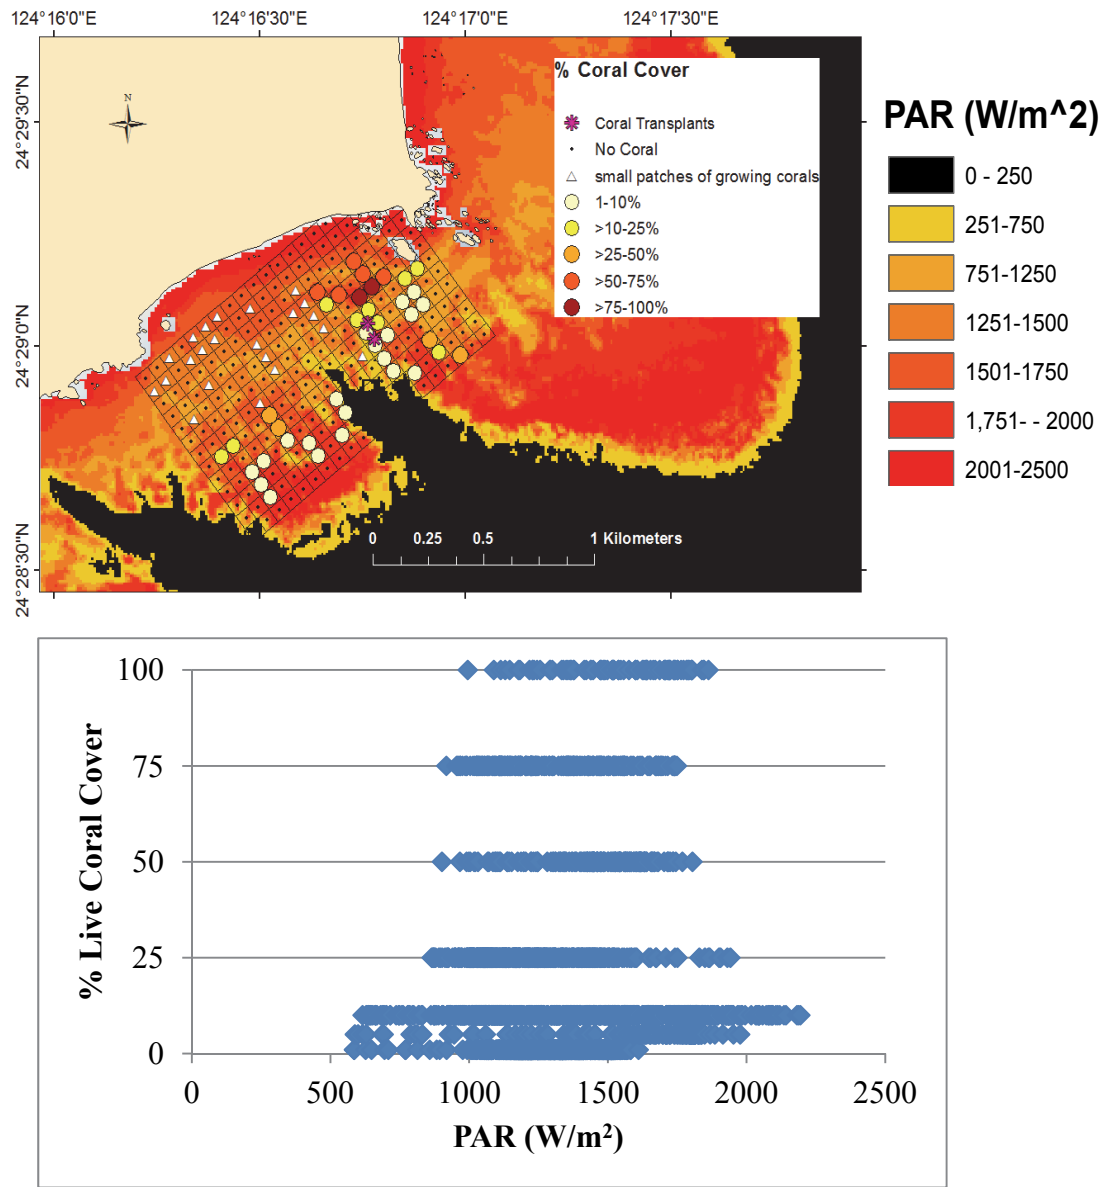 124°16'0"E
124°16'30"E
124°17'0"E
124°17'30"E
24°29'30"N
24°29'0"N
24°28'30"N
N
% Coral Cover
Coral Transplants
No Coral
small patches of growing corals
1-10%
>10-25%
>25-50%
>50-75%
>75-100%
0 0.25 0.5 1 Kilometers
PAR (W/m^2)
0 - 250
251-750
751-1250
1251-1500
1501-1750
1,751- - 2000
2001-2500
% Live Coral Cover
100
75
50
25
0
0 500 1000 1500 2000 2500
PAR (W/m²)